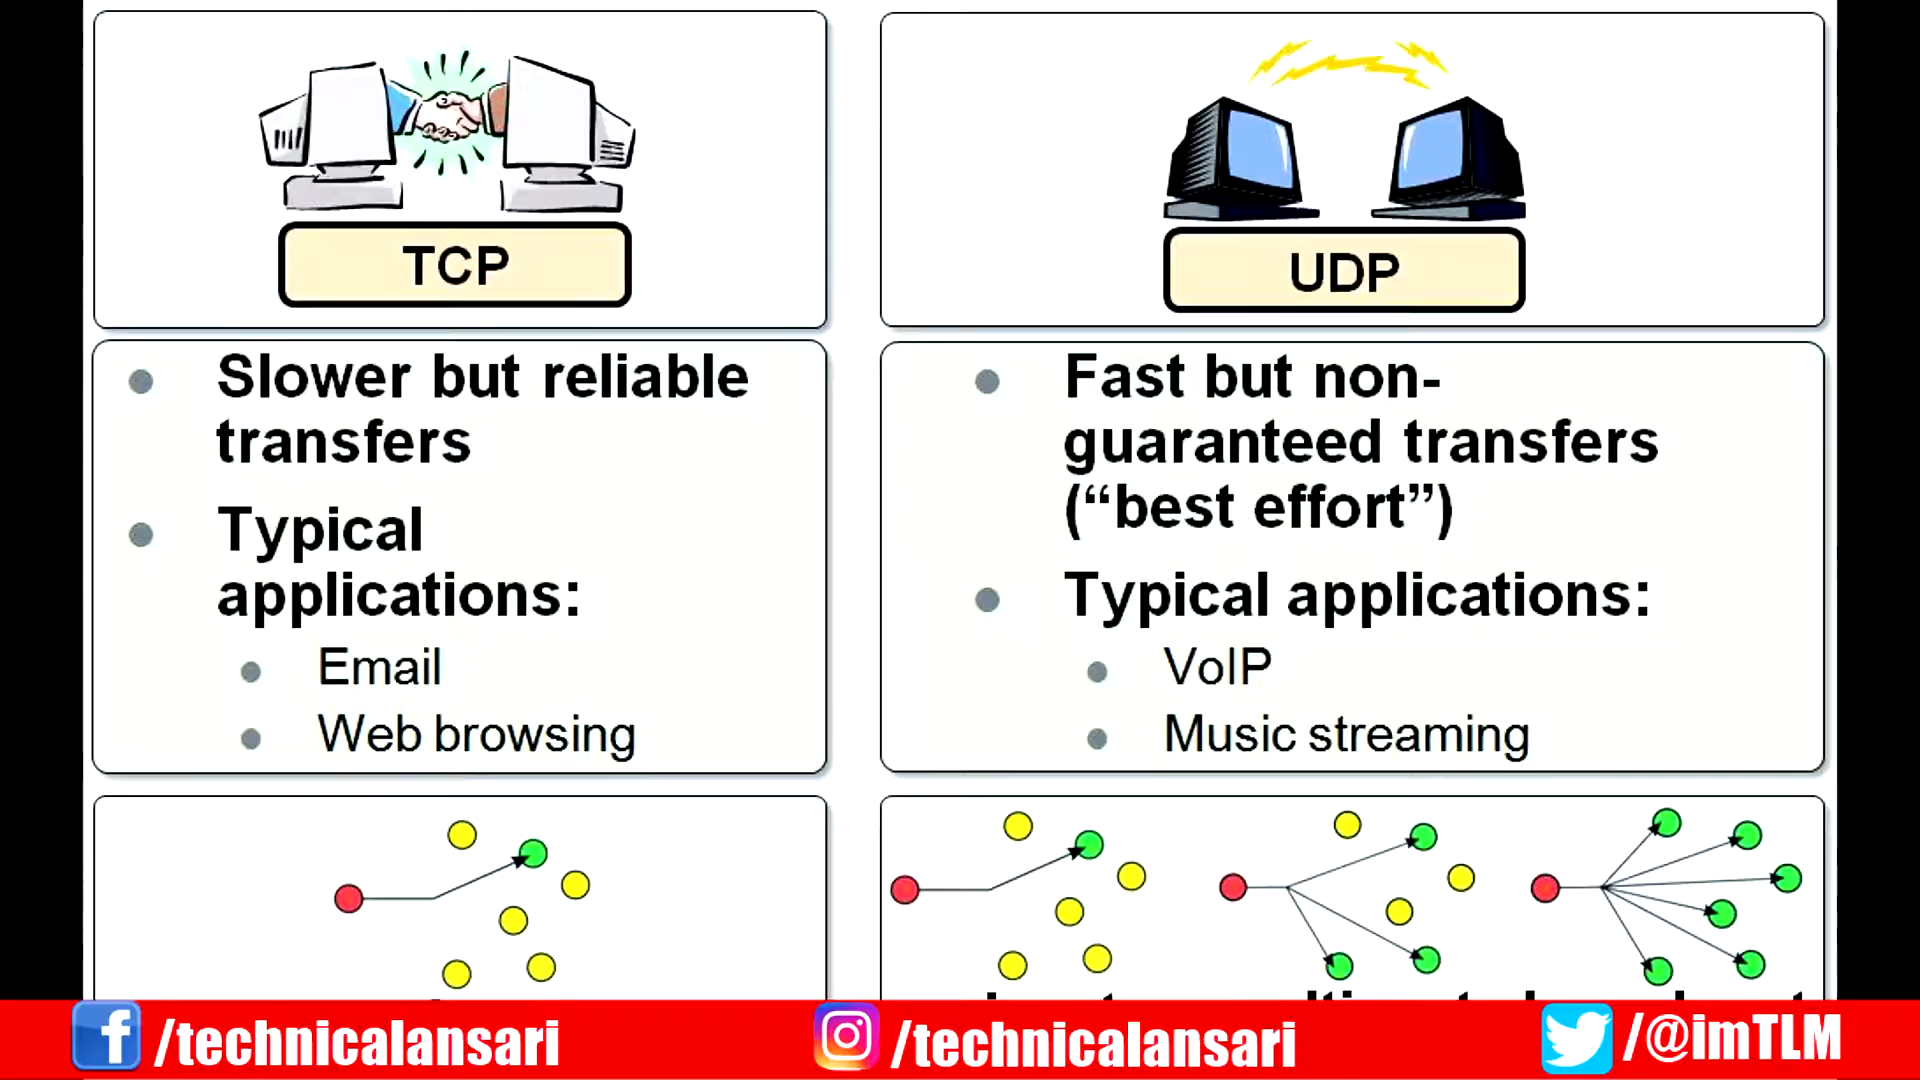 TCP
UDP
Slower but reliable
transfers
Typical
applications:
Email
Web browsing
Fast but non-
guaranteed transfers
(“best effort”)
Typical applications:
VoIP
Music streaming
/technicalansari
/technicalansari
/@imTLM